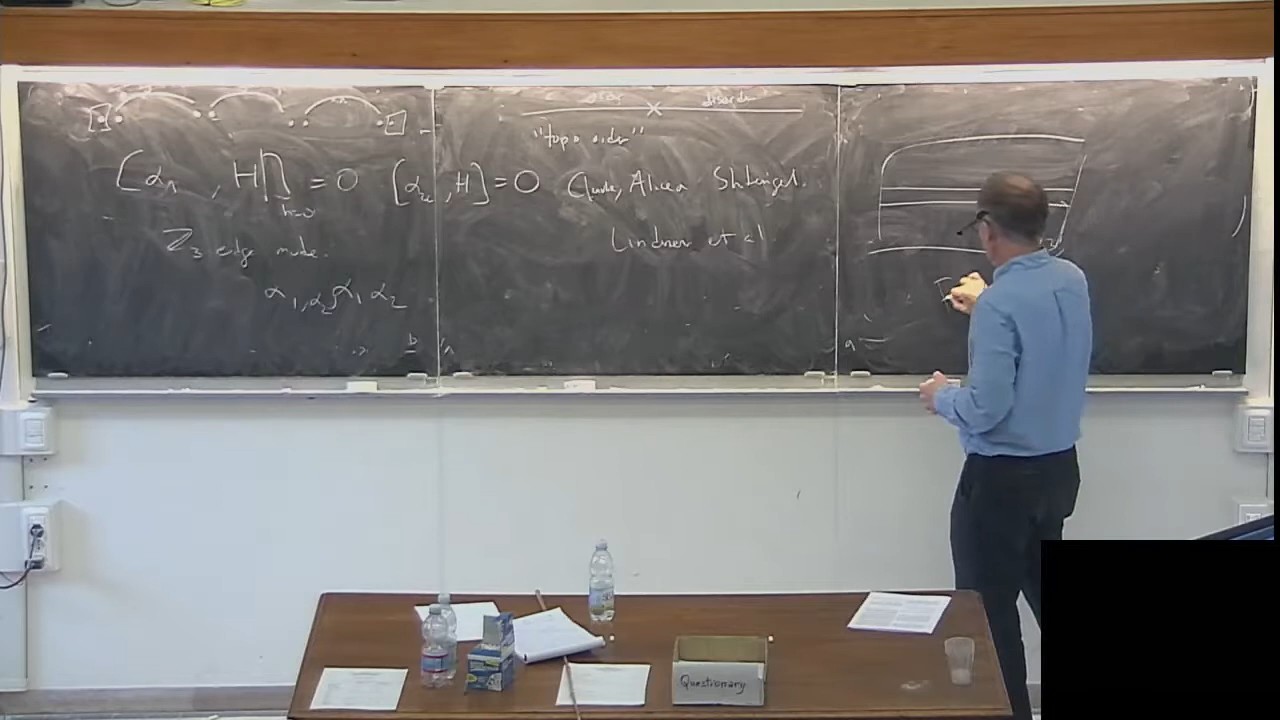 [α₁ , H]|ₕ₌₀ = 0 [α₂ₗ , H] = 0
Z₃ edge mode.
α₁, α₂, α₁ α₂
disorder
"topo order"
Clarke, Alicea Shtengel.
Lindner et al
b
a
Questionary